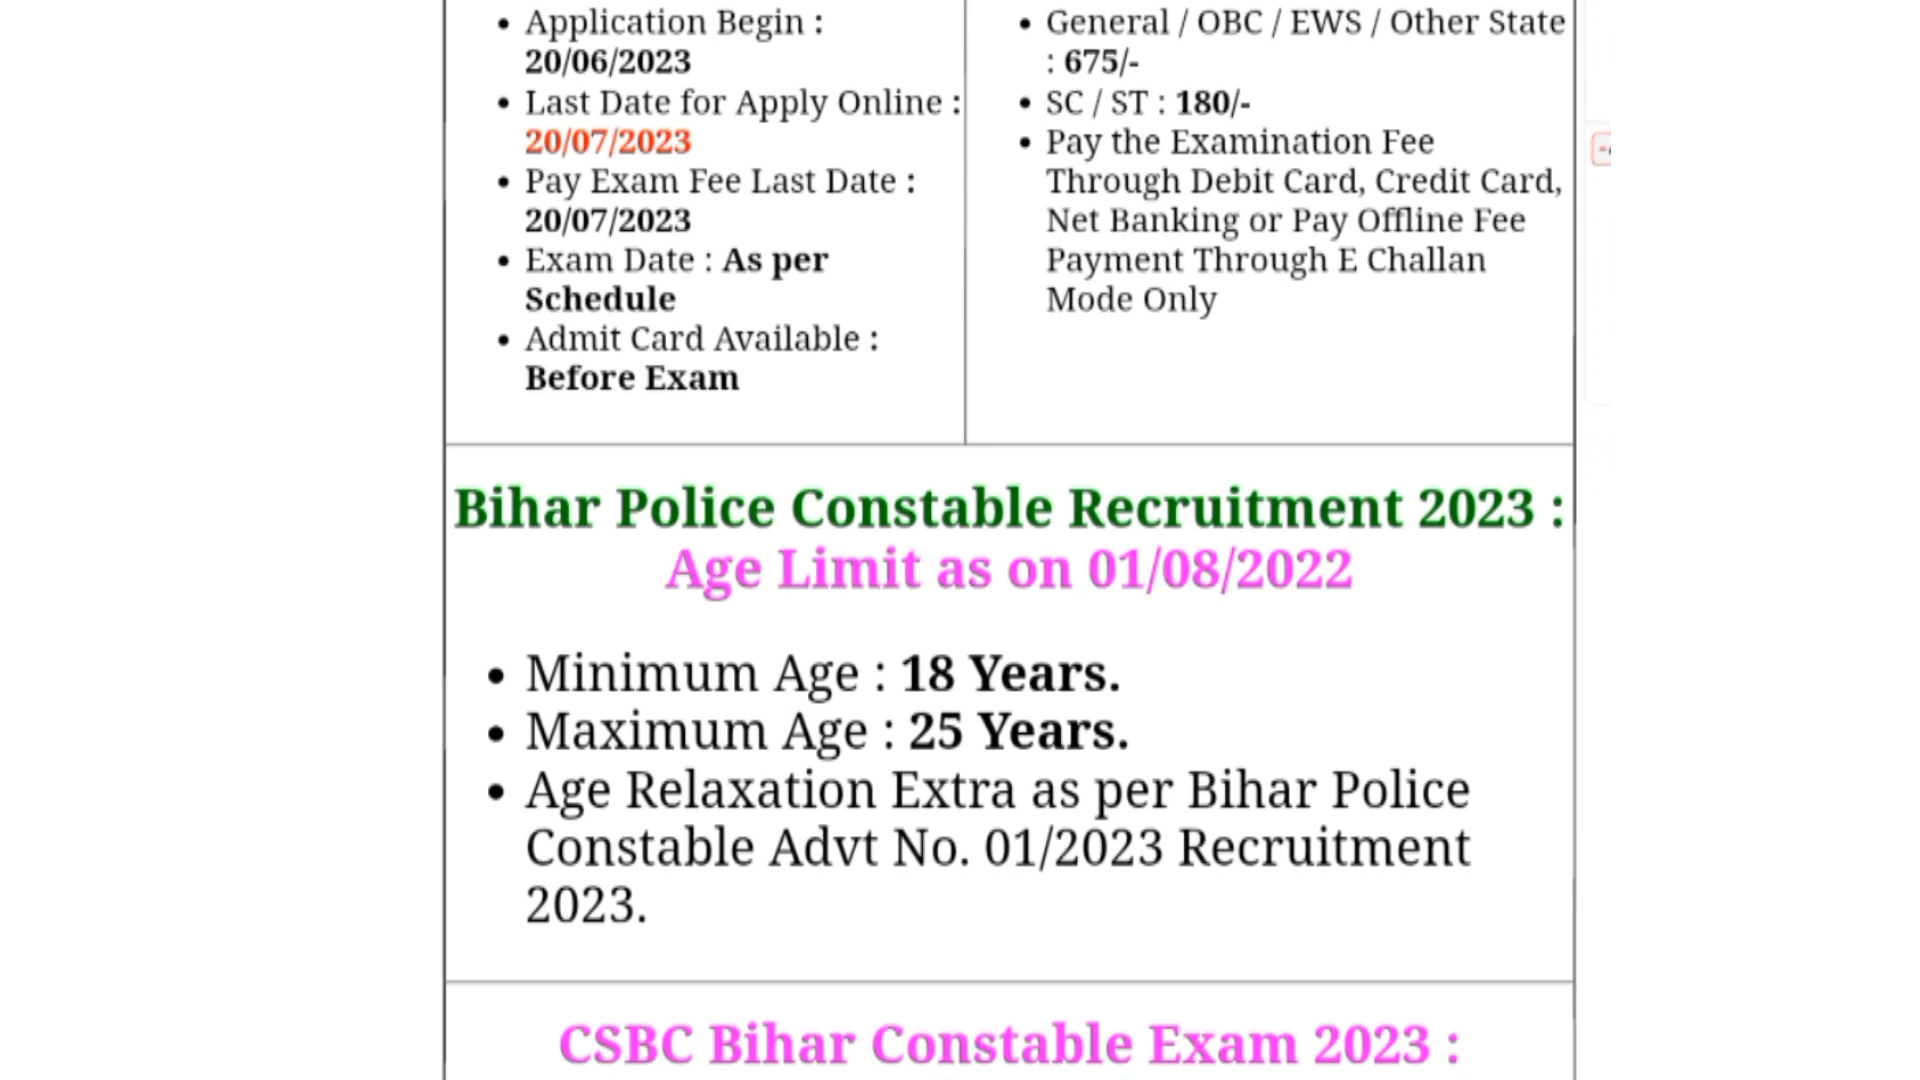 • Application Begin :
20/06/2023
• Last Date for Apply Online :
20/07/2023
• Pay Exam Fee Last Date :
20/07/2023
• Exam Date : As per
Schedule
• Admit Card Available :
Before Exam
• General / OBC / EWS / Other State
: 675/-
• SC / ST : 180/-
• Pay the Examination Fee
Through Debit Card, Credit Card,
Net Banking or Pay Offline Fee
Payment Through E Challan
Mode Only
Bihar Police Constable Recruitment 2023 :
Age Limit as on 01/08/2022
• Minimum Age : 18 Years.
• Maximum Age : 25 Years.
• Age Relaxation Extra as per Bihar Police
Constable Advt No. 01/2023 Recruitment
2023.
CSBC Bihar Constable Exam 2023 :